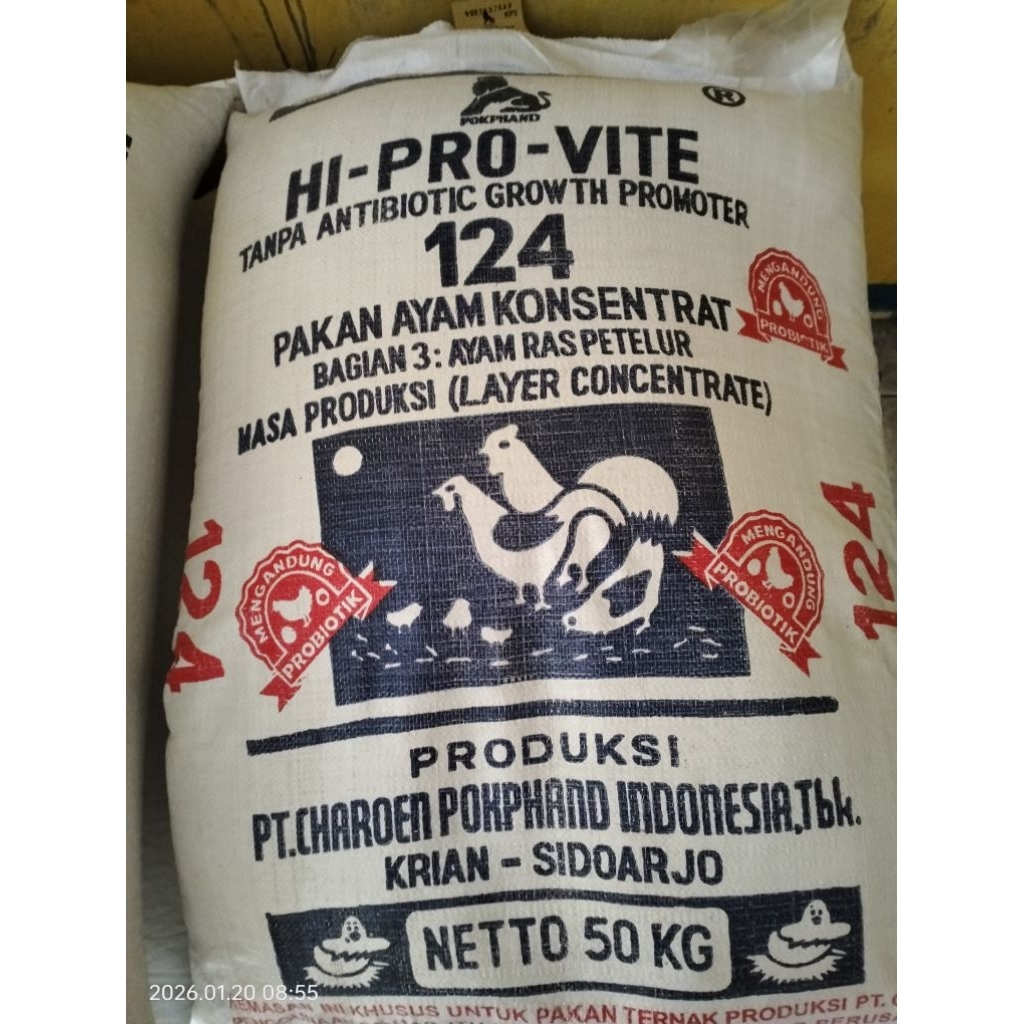 POKPHAND
®
HI-PRO-VITE
TANPA ANTIBIOTIC GROWTH PROMOTER
124
PAKAN AYAM KONSENTRAT
BAGIAN 3: AYAM RAS PETELUR
MASA PRODUKSI (LAYER CONCENTRATE)
MENGANDUNG
PROBIOTIK
124
MENGANDUNG
PROBIOTIK
MENGANDUNG
PROBIOTIK
124
PRODUKSI
PT.CHAROEN POKPHAND INDONESIA,Tbk.
KRIAN - SIDOARJO
NETTO 50 KG
2026.01.20 08:55
KEMASAN INI KHUSUS UNTUK PAKAN TERNAK PRODUKSI PT.